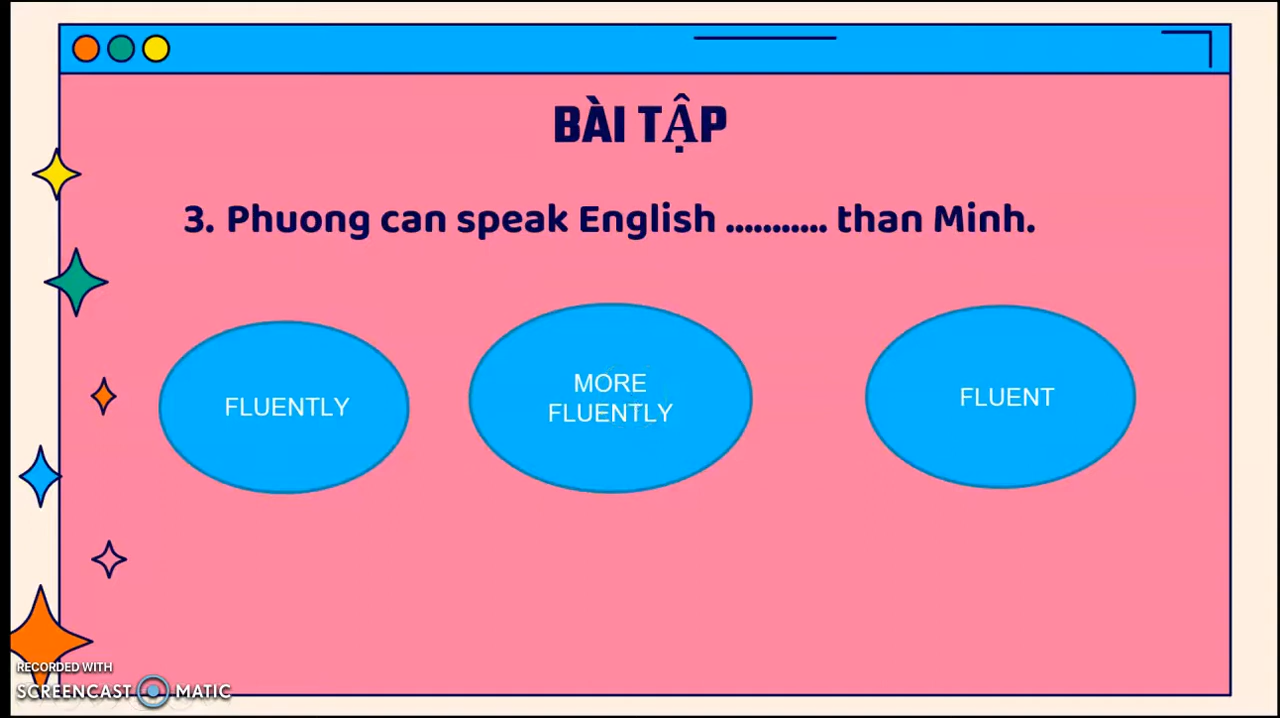 BÀI TẬP
3. Phuong can speak English ........... than Minh.
FLUENTLY
MORE
FLUENTLY
FLUENT
RECORDED WITH
SCREENCAST MATIC